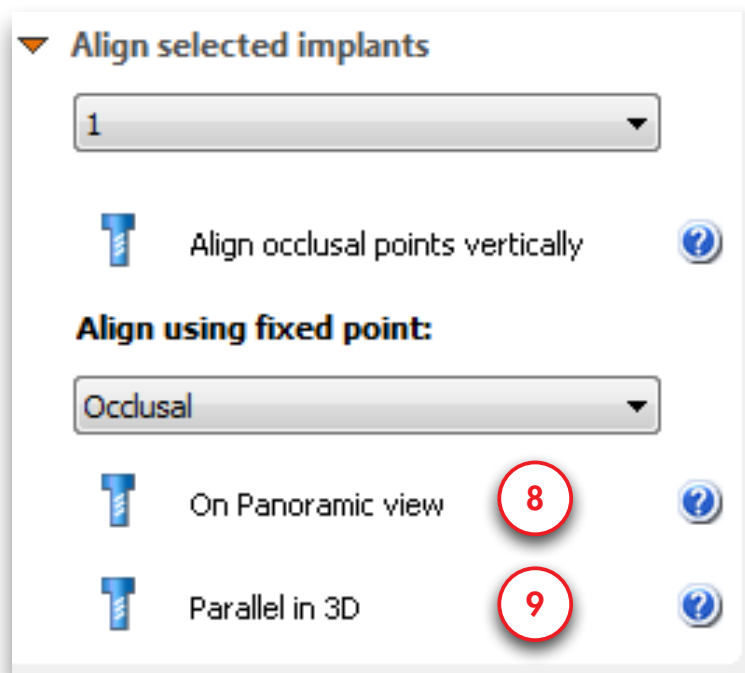 Align selected implants
1
Align occlusal points vertically ?
Align using fixed point:
Occlusal
On Panoramic view 8 ?
Parallel in 3D 9 ?